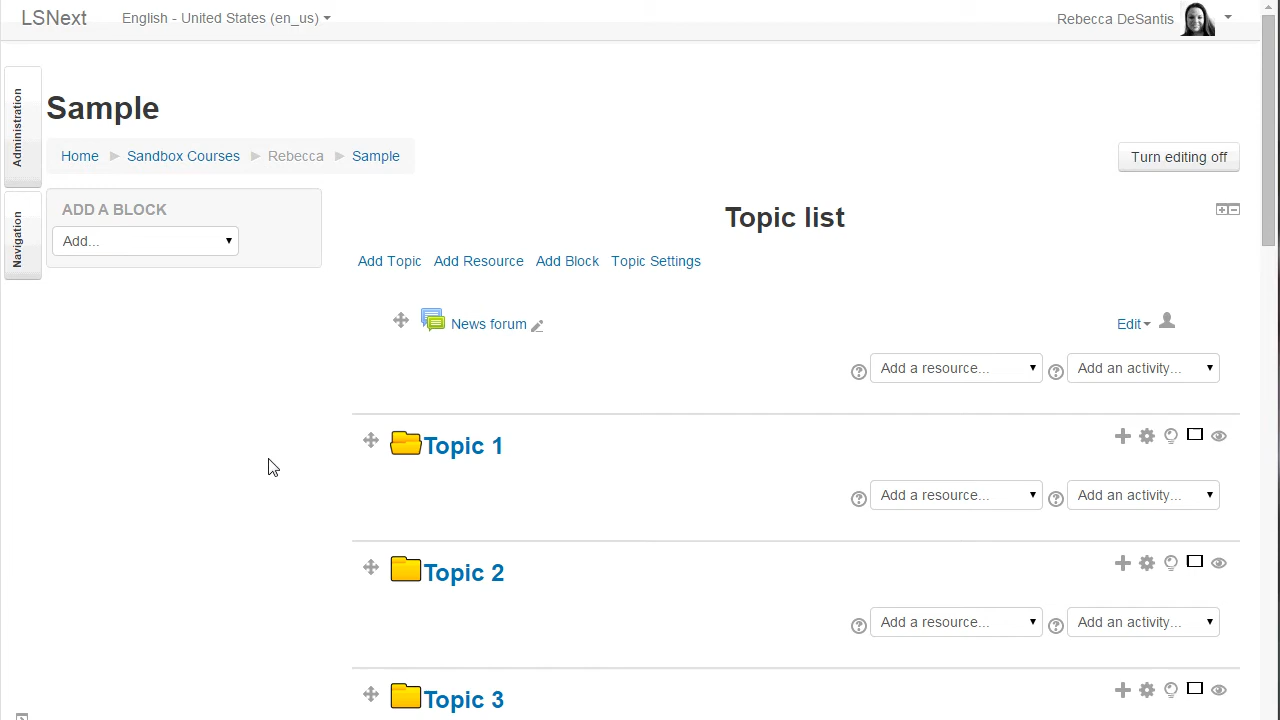 LSNext English - United States (en_us) Rebecca DeSantis
Administration
Navigation
Sample
Home Sandbox Courses Rebecca Sample
Turn editing off
ADD A BLOCK
Add...
Topic list
Add Topic Add Resource Add Block Topic Settings
News forum Edit
Add a resource... Add an activity...
Topic 1
Add a resource... Add an activity...
Topic 2
Add a resource... Add an activity...
Topic 3